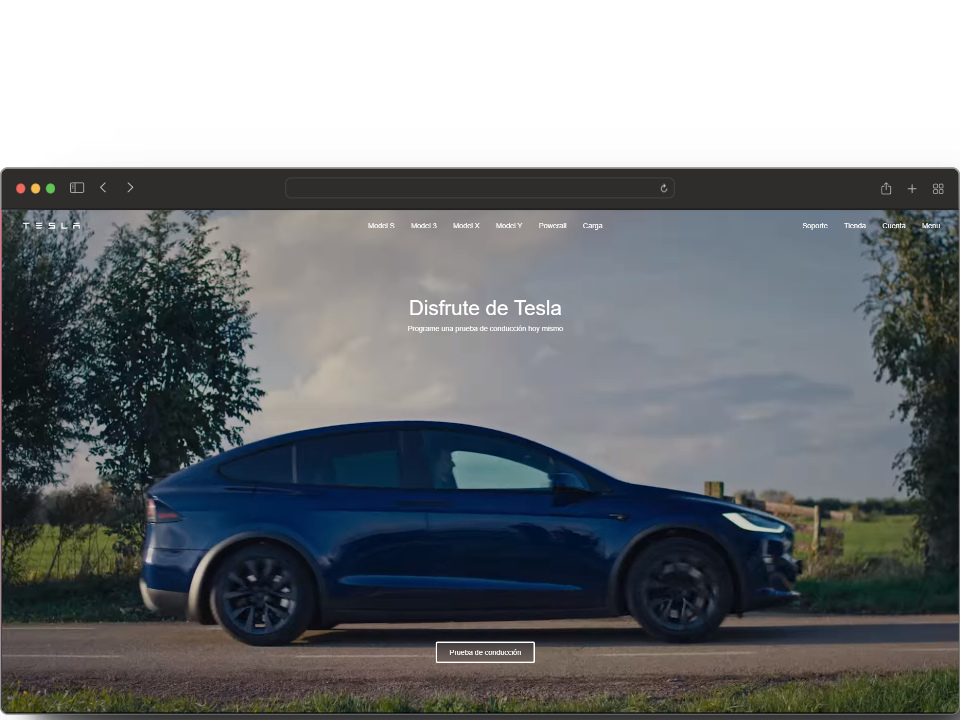 TESLA
Model S Model 3 Model X Model Y Powerall Carga
Soporte Tienda Cuenta Menu
Disfrute de Tesla
Programe una prueba de conducción hoy mismo
Prueba de conducción